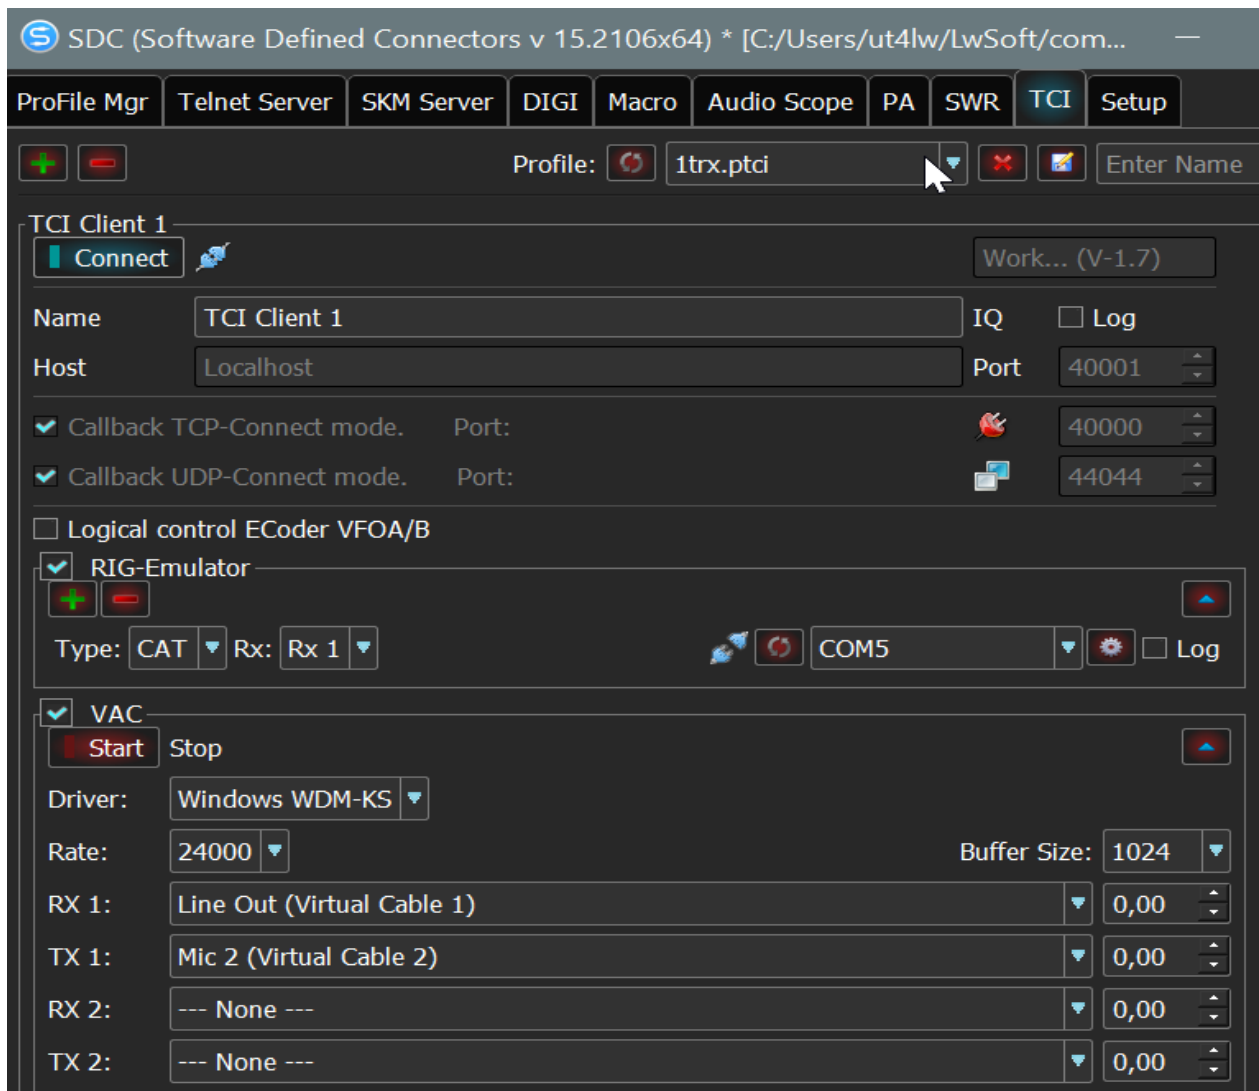 SDC (Software Defined Connectors v 15.2106x64) * [C:/Users/ut4lw/LwSoft/com...
ProFile Mgr Telnet Server SKM Server DIGI Macro Audio Scope PA SWR TCI Setup
Profile: 1trx.ptci Enter Name
TCI Client 1
Connect Work... (V-1.7)
Name TCI Client 1 IQ Log
Host Localhost Port 40001
Callback TCP-Connect mode. Port: 40000
Callback UDP-Connect mode. Port: 44044
Logical control ECoder VFOA/B
RIG-Emulator
Type: CAT Rx: Rx 1 COM5 Log
VAC
Start Stop
Driver: Windows WDM-KS
Rate: 24000 Buffer Size: 1024
RX 1: Line Out (Virtual Cable 1) 0,00
TX 1: Mic 2 (Virtual Cable 2) 0,00
RX 2: --- None --- 0,00
TX 2: --- None --- 0,00